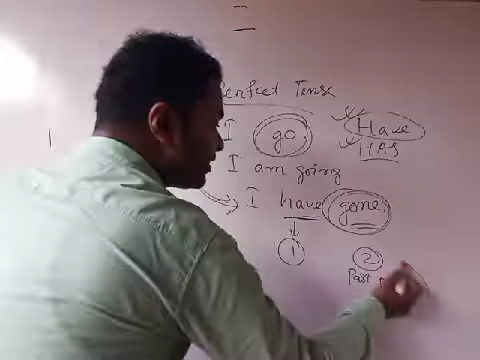 Perfect Tense
I go Have
HAS
I am going
I have gone
1 2
Past